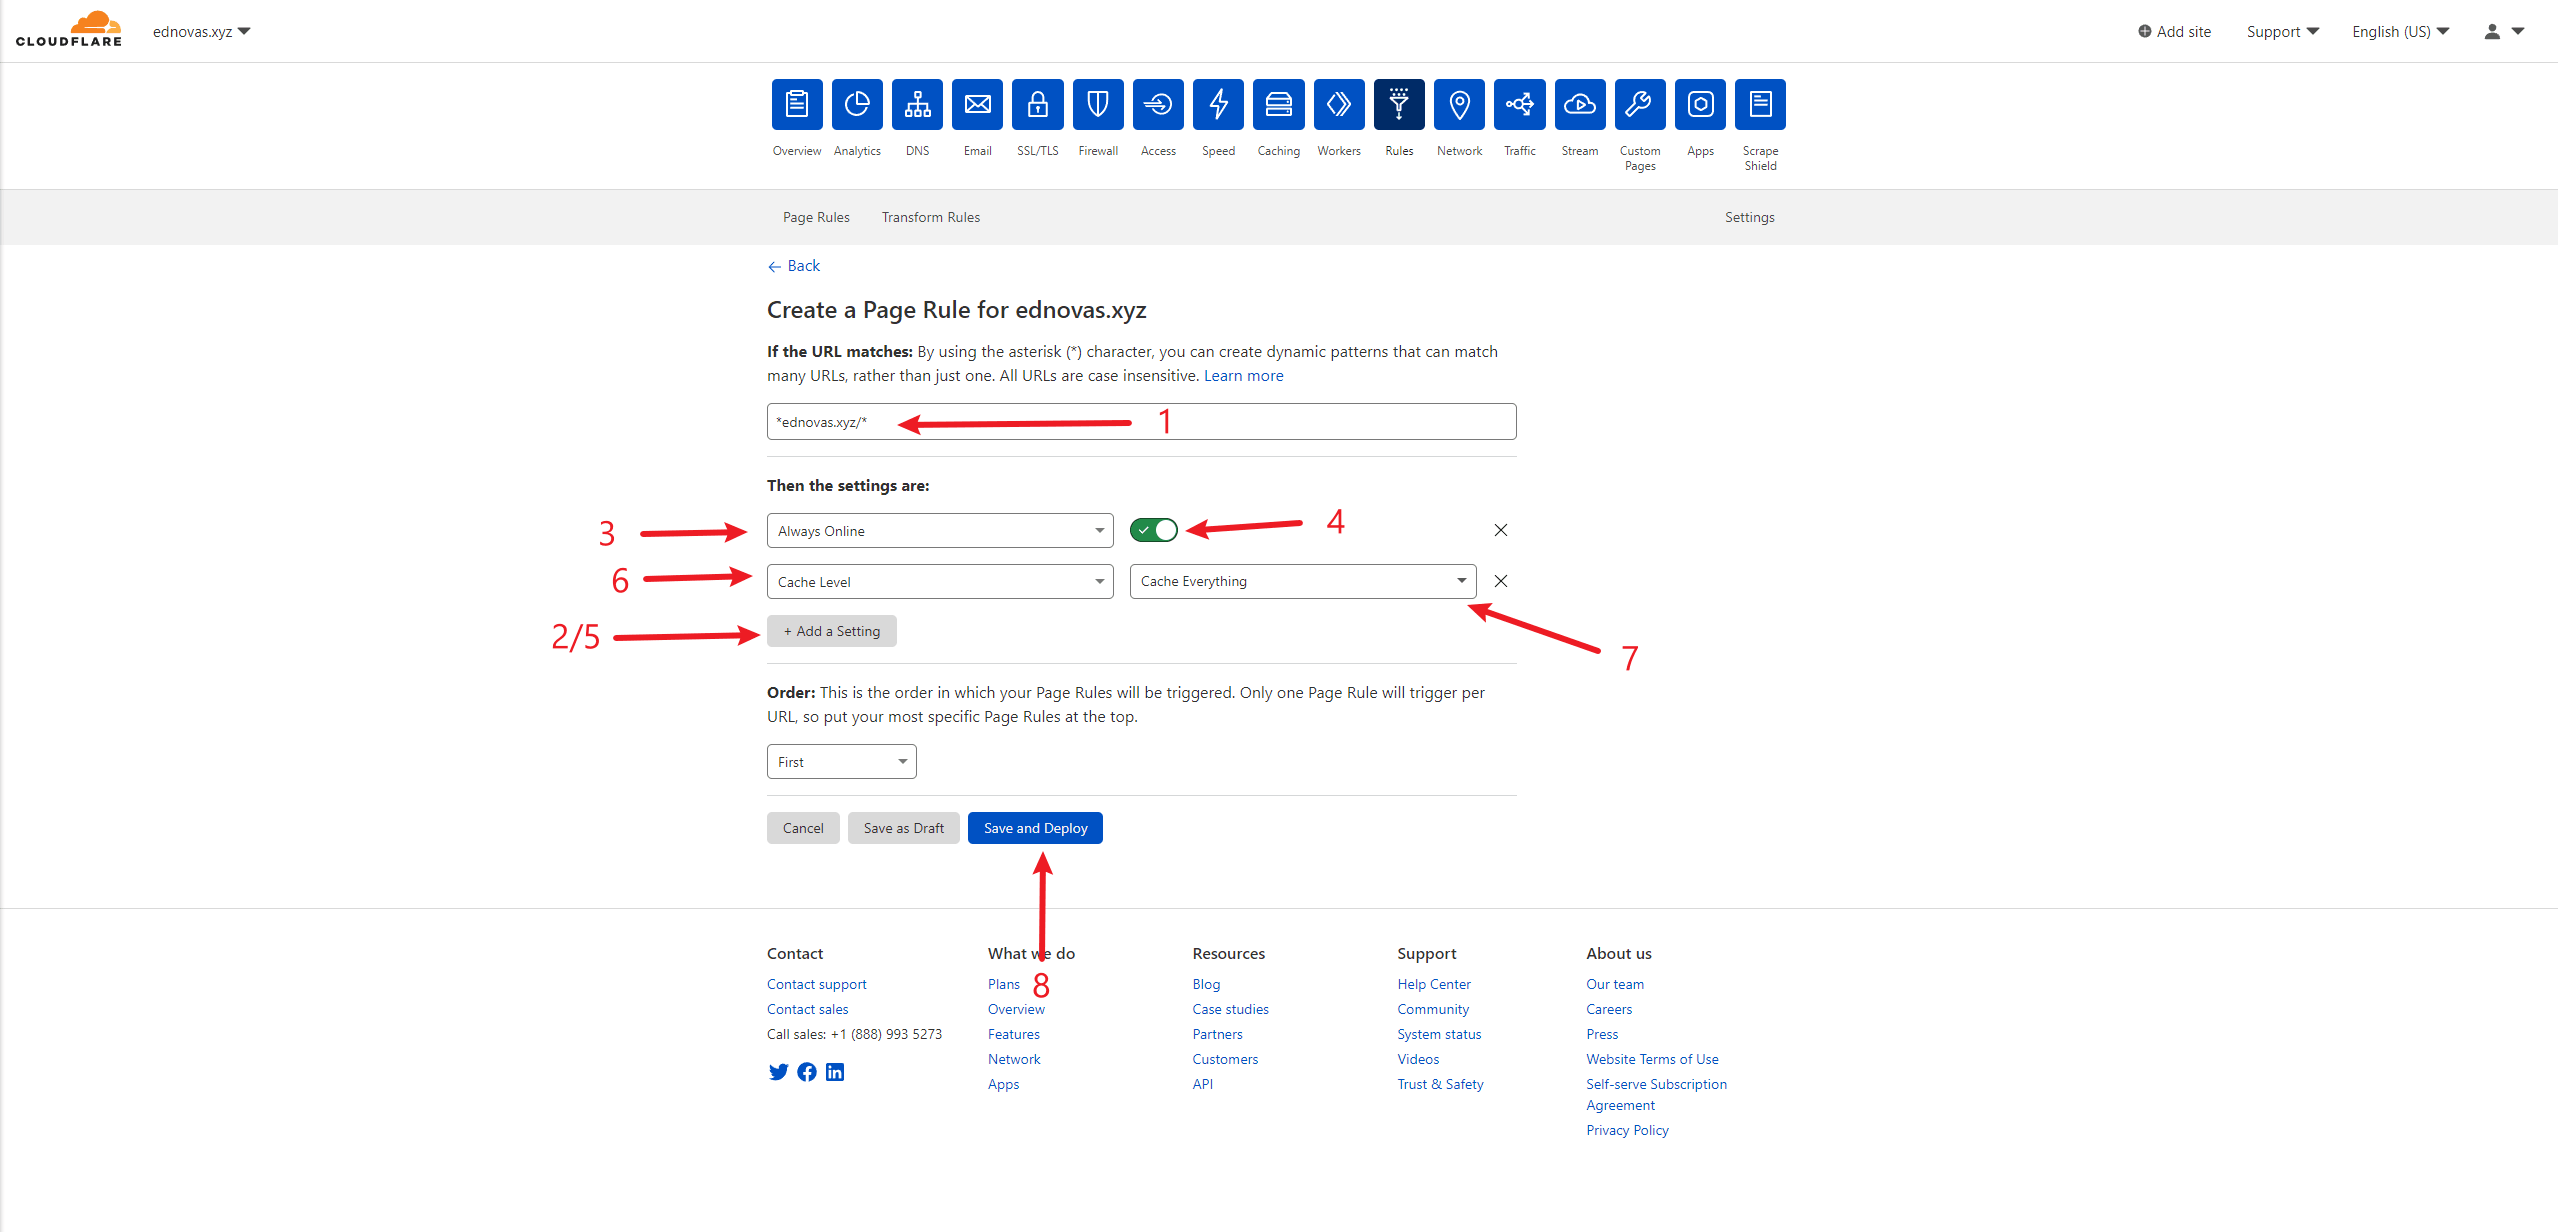 CLOUDFLARE
ednovas.xyz
Add site
Support
English (US)
Overview
Analytics
DNS
Email
SSL/TLS
Firewall
Access
Speed
Caching
Workers
Rules
Network
Traffic
Stream
Custom
Pages
Apps
Scrape
Shield
Page Rules
Transform Rules
Settings
← Back
Create a Page Rule for ednovas.xyz
If the URL matches: By using the asterisk (*) character, you can create dynamic patterns that can match
many URLs, rather than just one. All URLs are case insensitive. Learn more
*ednovas.xyz/*
1
Then the settings are:
3
Always Online
4
6
Cache Level
Cache Everything
2/5
+ Add a Setting
7
Order: This is the order in which your Page Rules will be triggered. Only one Page Rule will trigger per
URL, so put your most specific Page Rules at the top.
First
Cancel
Save as Draft
Save and Deploy
8
Contact
Contact support
Contact sales
Call sales: +1 (888) 993 5273
What we do
Plans
Overview
Features
Network
Apps
Resources
Blog
Case studies
Partners
Customers
API
Support
Help Center
Community
System status
Videos
Trust & Safety
About us
Our team
Careers
Press
Website Terms of Use
Self-serve Subscription
Agreement
Privacy Policy